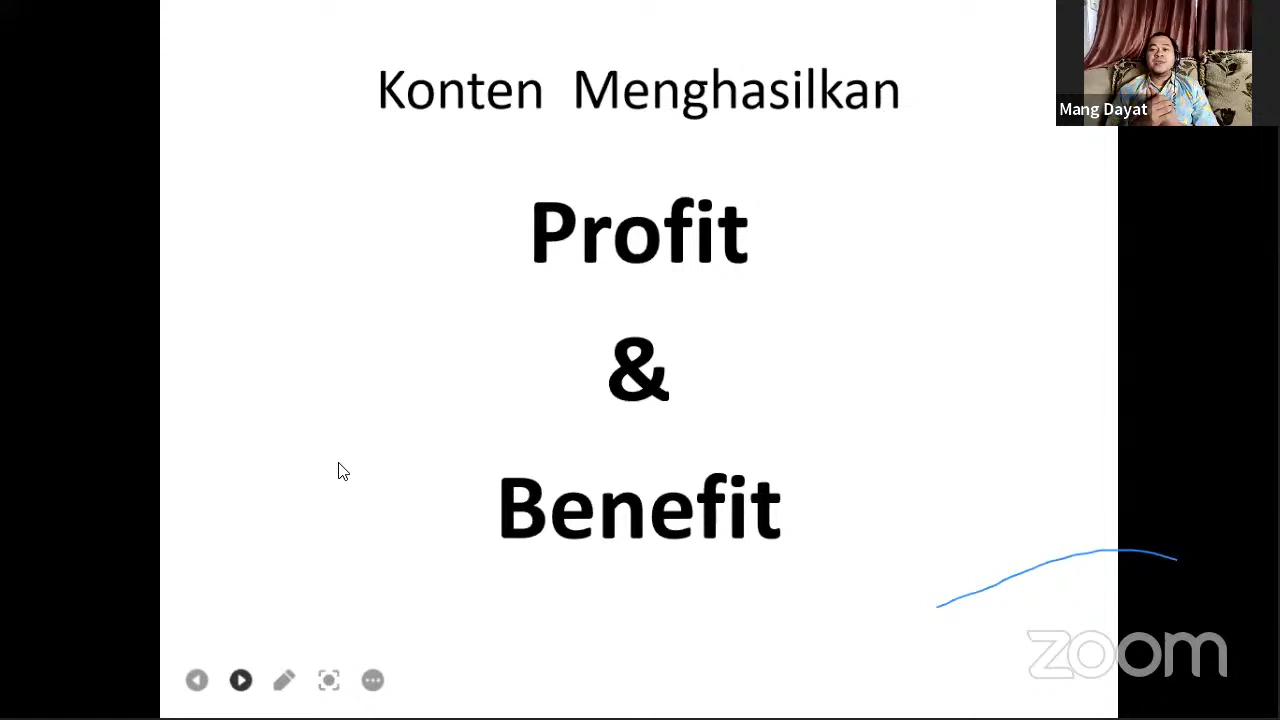 Konten Menghasilkan
Profit
&
Benefit
Mang Dayat
zoom